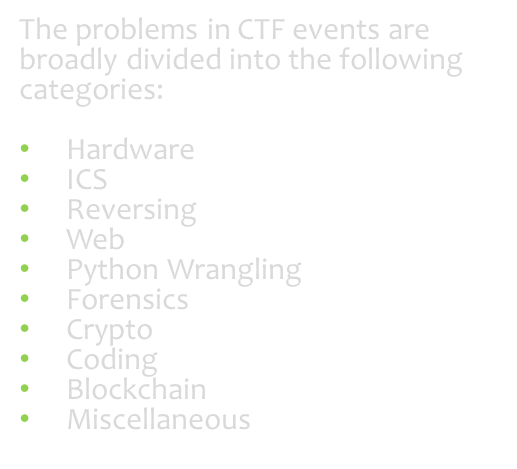 The problems in CTF events are
broadly divided into the following
categories:
• Hardware
• ICS
• Reversing
• Web
• Python Wrangling
• Forensics
• Crypto
• Coding
• Blockchain
• Miscellaneous